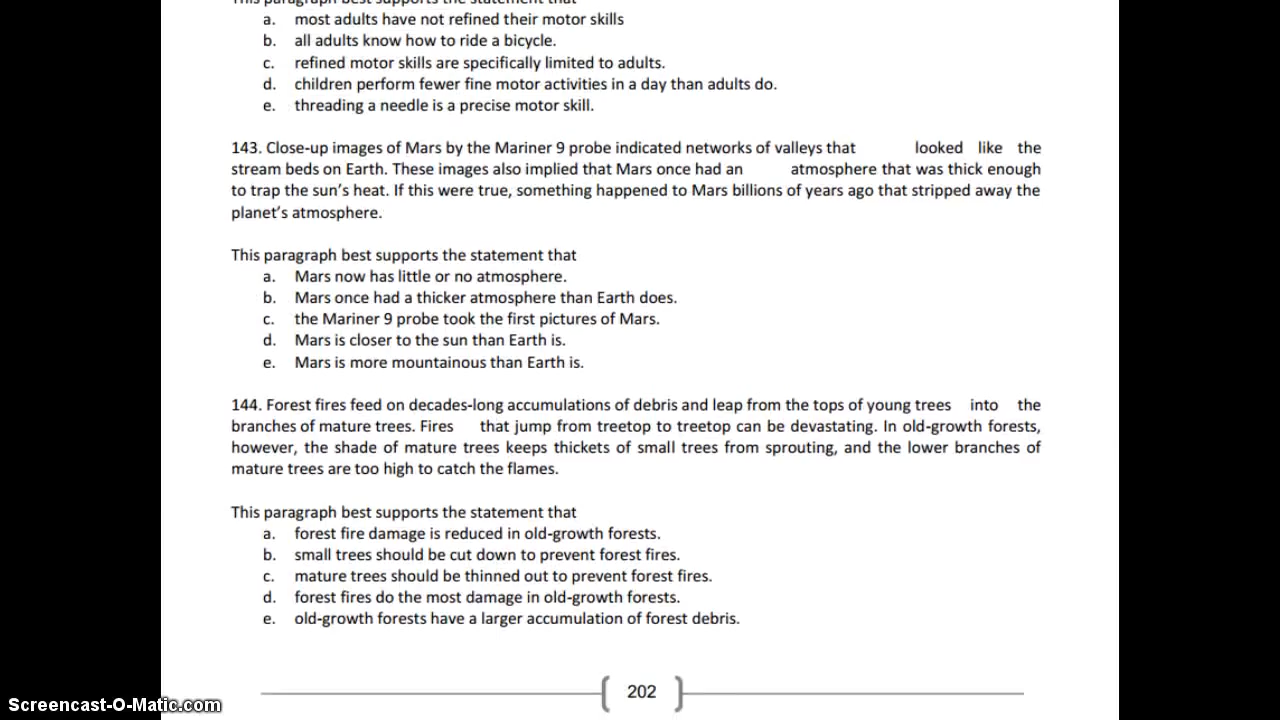 This paragraph best supports the statement that
a. most adults have not refined their motor skills
b. all adults know how to ride a bicycle.
c. refined motor skills are specifically limited to adults.
d. children perform fewer fine motor activities in a day than adults do.
e. threading a needle is a precise motor skill.
143. Close-up images of Mars by the Mariner 9 probe indicated networks of valleys that looked like the
stream beds on Earth. These images also implied that Mars once had an atmosphere that was thick enough
to trap the sun's heat. If this were true, something happened to Mars billions of years ago that stripped away the
planet's atmosphere.
This paragraph best supports the statement that
a. Mars now has little or no atmosphere.
b. Mars once had a thicker atmosphere than Earth does.
c. the Mariner 9 probe took the first pictures of Mars.
d. Mars is closer to the sun than Earth is.
e. Mars is more mountainous than Earth is.
144. Forest fires feed on decades-long accumulations of debris and leap from the tops of young trees into the
branches of mature trees. Fires that jump from treetop to treetop can be devastating. In old-growth forests,
however, the shade of mature trees keeps thickets of small trees from sprouting, and the lower branches of
mature trees are too high to catch the flames.
This paragraph best supports the statement that
a. forest fire damage is reduced in old-growth forests.
b. small trees should be cut down to prevent forest fires.
c. mature trees should be thinned out to prevent forest fires.
d. forest fires do the most damage in old-growth forests.
e. old-growth forests have a larger accumulation of forest debris.
202
Screencast-O-Matic.com